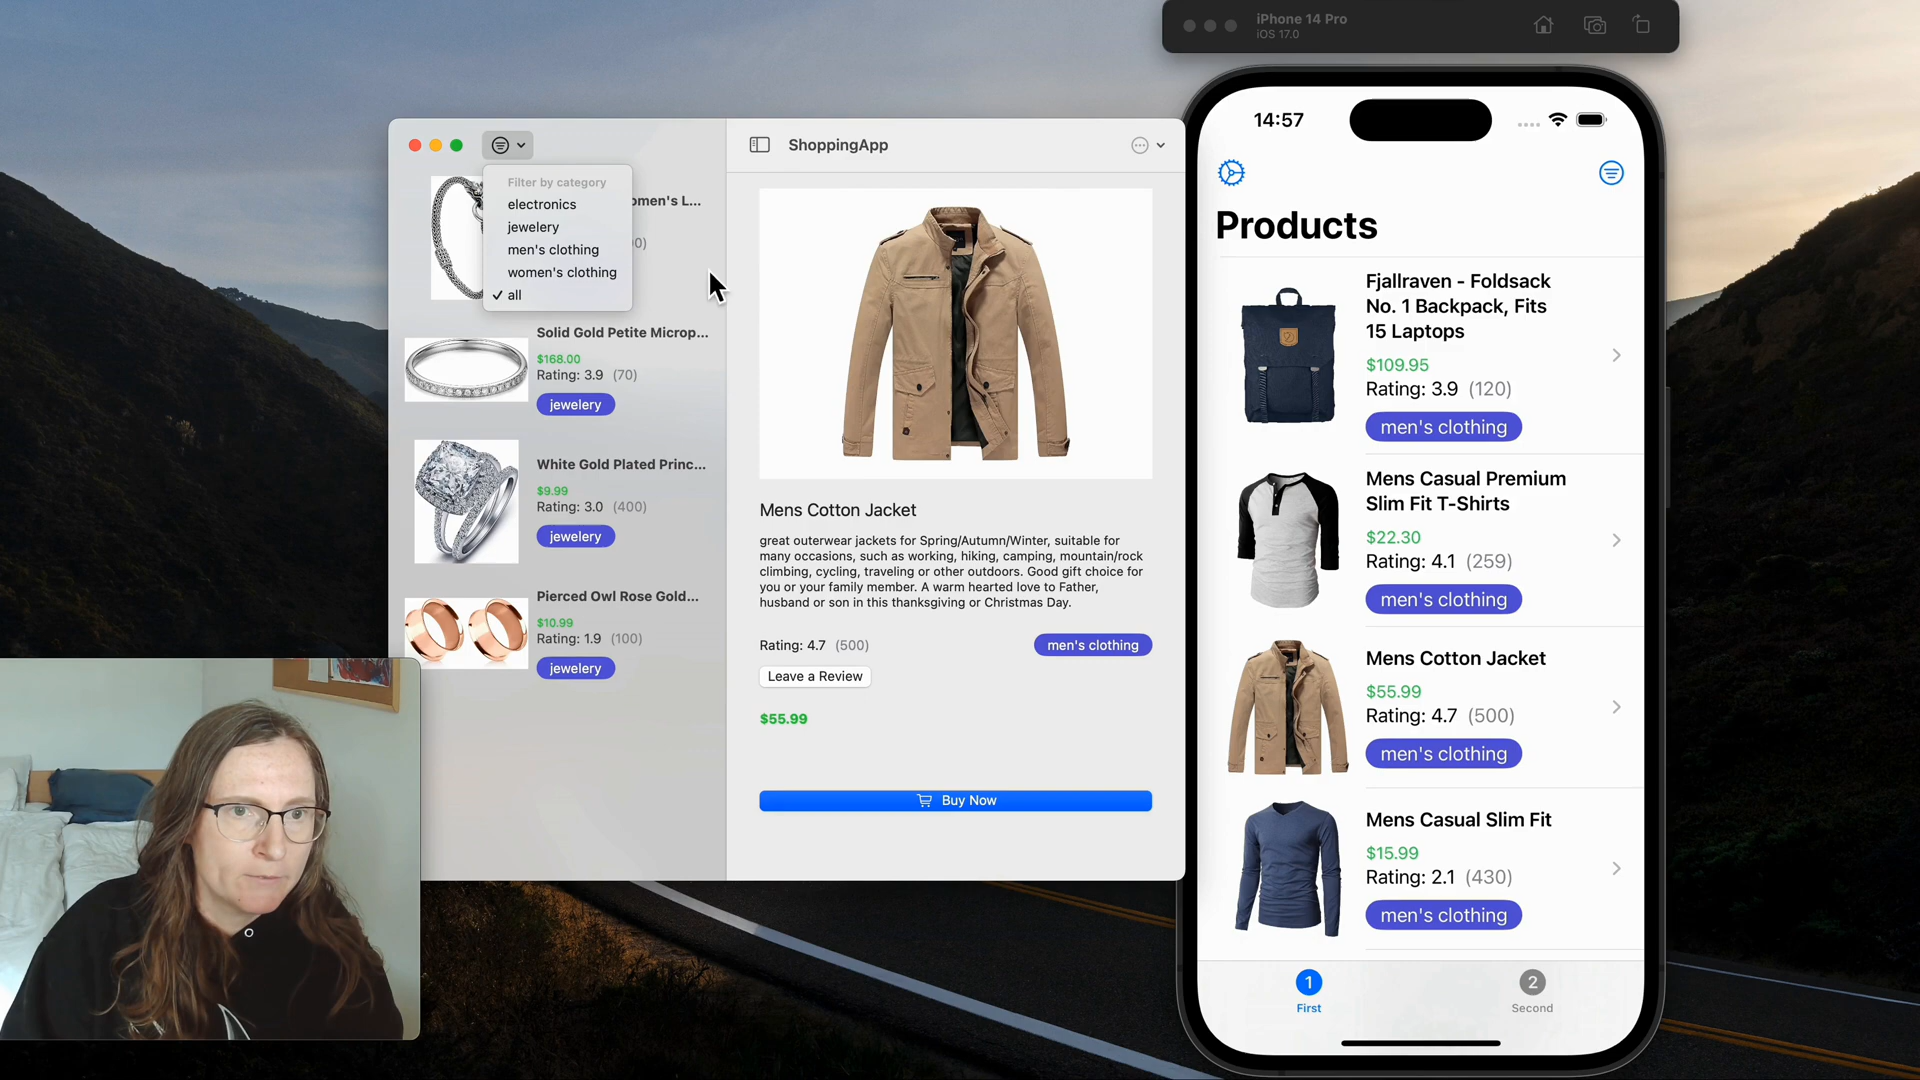 iPhone 14 Pro
iOS 17.0
ShoppingApp
Filter by category
electronics
jewelery
men's clothing
women's clothing
all
omen's L...
0)
Solid Gold Petite Microp...
$168.00
Rating: 3.9 (70)
jewelery
White Gold Plated Princ...
$9.99
Rating: 3.0 (400)
jewelery
Pierced Owl Rose Gold...
$10.99
Rating: 1.9 (100)
jewelery
Mens Cotton Jacket
great outerwear jackets for Spring/Autumn/Winter, suitable for
many occasions, such as working, hiking, camping, mountain/rock
climbing, cycling, traveling or other outdoors. Good gift choice for
you or your family member. A warm hearted love to Father,
husband or son in this thanksgiving or Christmas Day.
Rating: 4.7 (500)
men's clothing
Leave a Review
$55.99
Buy Now
14:57
Products
Fjallraven - Foldsack
No. 1 Backpack, Fits
15 Laptops
$109.95
Rating: 3.9 (120)
men's clothing
Mens Casual Premium
Slim Fit T-Shirts
$22.30
Rating: 4.1 (259)
men's clothing
Mens Cotton Jacket
$55.99
Rating: 4.7 (500)
men's clothing
Mens Casual Slim Fit
$15.99
Rating: 2.1 (430)
men's clothing
1
First
2
Second